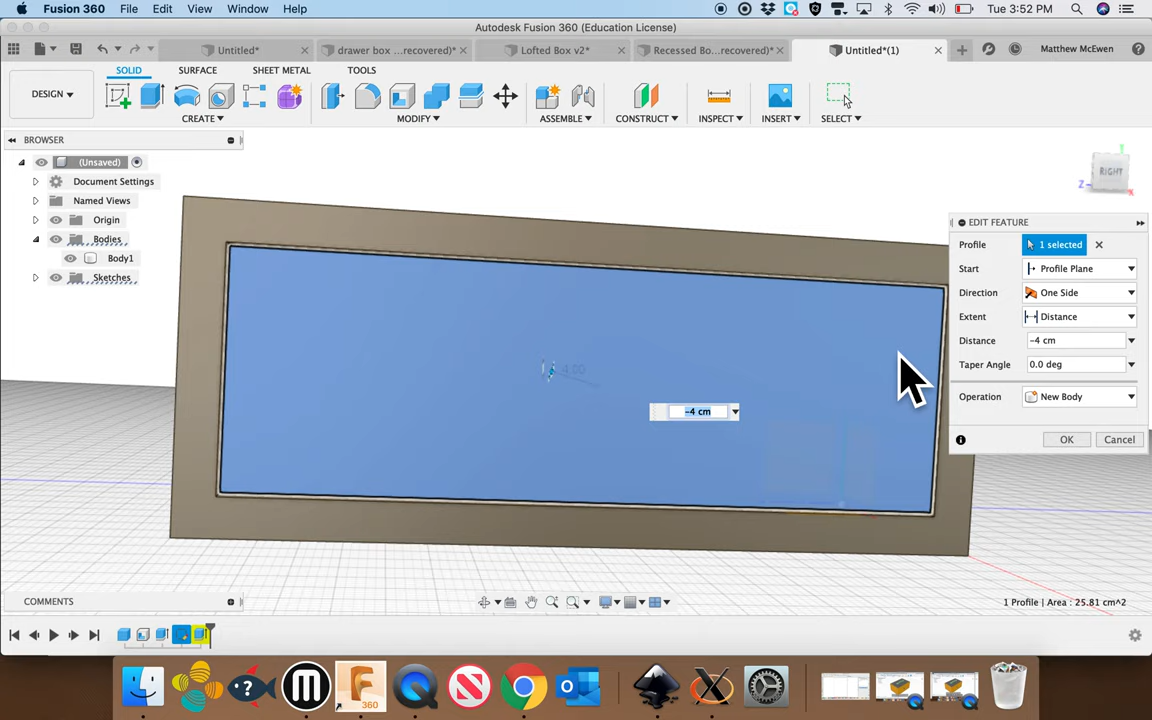 Fusion 360 File Edit View Window Help Tue 3:52 PM
Autodesk Fusion 360 (Education License)
Untitled* drawer box ...recovered)* Lofted Box v2* Recessed Bo...recovered)* Untitled*(1) Matthew McEwen
SOLID SURFACE SHEET METAL TOOLS
DESIGN
CREATE MODIFY ASSEMBLE CONSTRUCT INSPECT INSERT SELECT
BROWSER
(Unsaved)
Document Settings
Named Views
Origin
Bodies
Body1
Sketches
RIGHT
Z
X
Y
EDIT FEATURE
Profile 1 selected
Start Profile Plane
Direction One Side
Extent Distance
Distance -4 cm
Taper Angle 0.0 deg
Operation New Body
OK Cancel
4.00
-4 cm
COMMENTS
1 Profile | Area : 25.81 cm^2
360